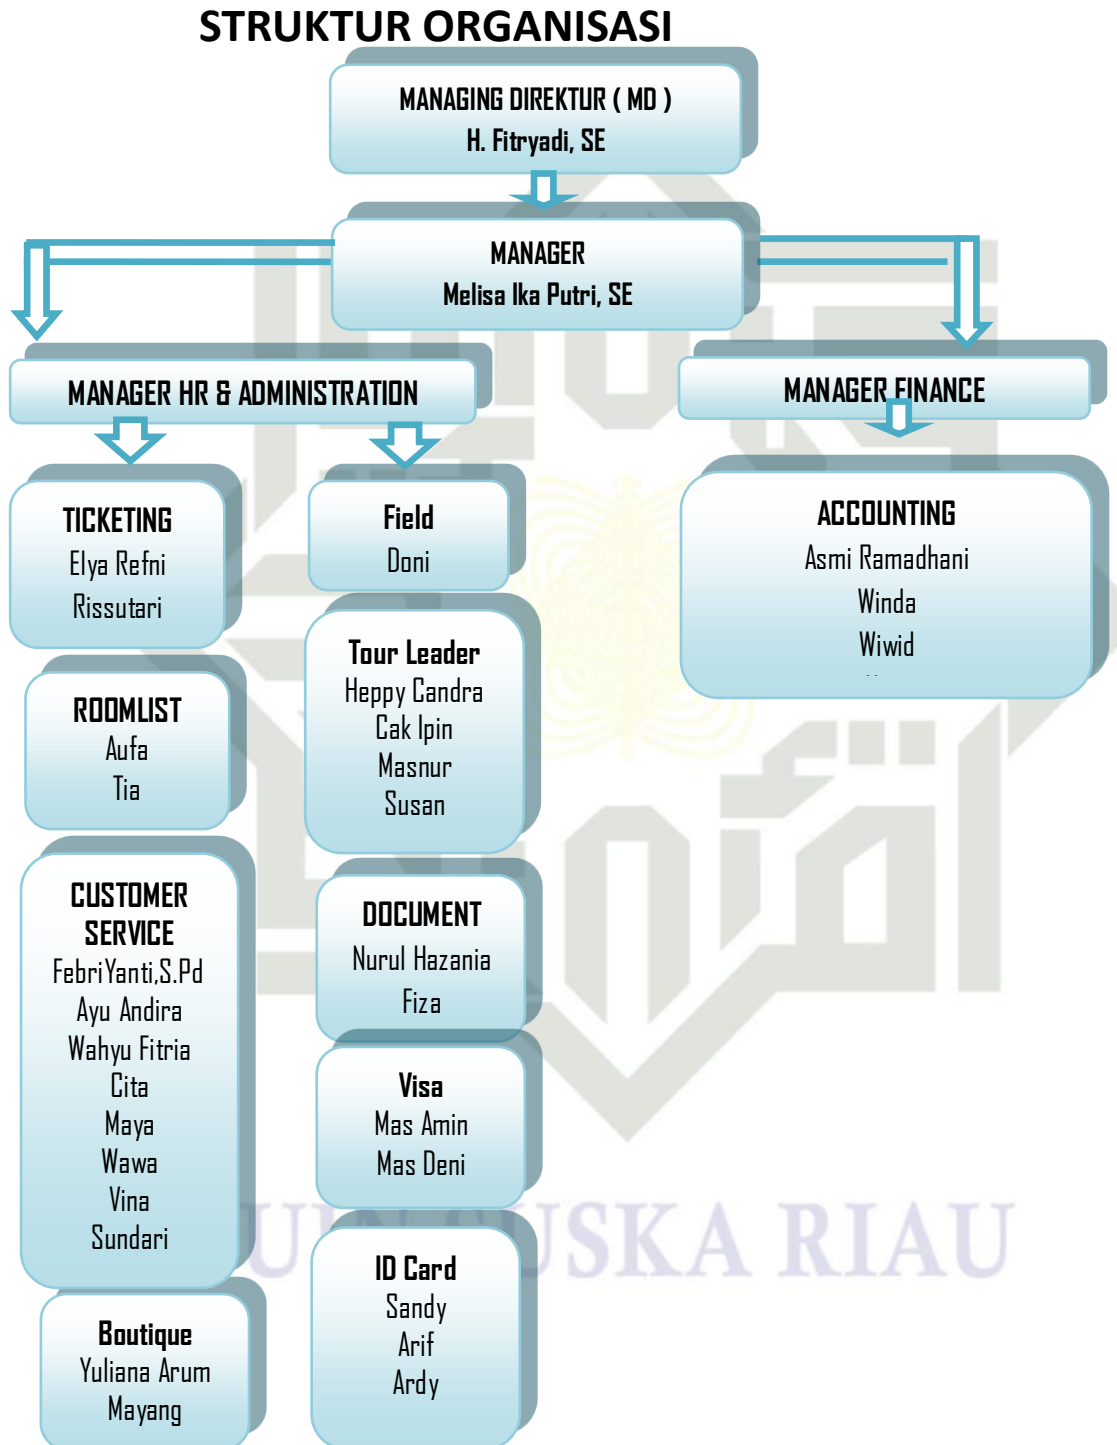 STRUKTUR ORGANISASI
MANAGING DIREKTUR ( MD )
H. Fitryadi, SE
MANAGER
Melisa Ika Putri, SE
MANAGER HR & ADMINISTRATION
MANAGER FINANCE
TICKETING
Elya Refni
Rissutari
Field
Doni
ACCOUNTING
Asmi Ramadhani
Winda
Wiwid
ROOMLIST
Aufa
Tia
Tour Leader
Heppy Candra
Cak Ipin
Masnur
Susan
CUSTOMER
SERVICE
FebriYanti,S.Pd
Ayu Andira
Wahyu Fitria
Cita
Maya
Wawa
Vina
Sundari
DOCUMENT
Nurul Hazania
Fiza
Visa
Mas Amin
Mas Deni
ID Card
Sandy
Arif
Ardy
Boutique
Yuliana Arum
Mayang
UIN SUSKA RIAU